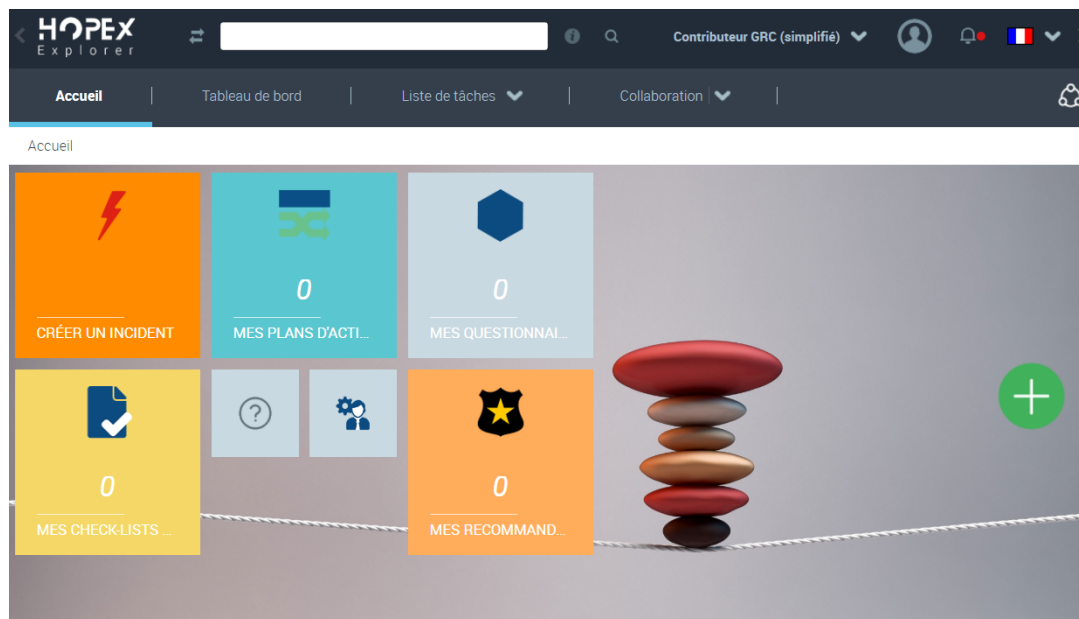 HOPEX
Explorer
Contributeur GRC (simplifié)
Accueil
Tableau de bord
Liste de tâches
Collaboration
Accueil
CRÉER UN INCIDENT
0
MES PLANS D'ACTI...
0
MES QUESTIONNAI...
0
MES CHECK-LISTS ...
?
0
MES RECOMMAND...